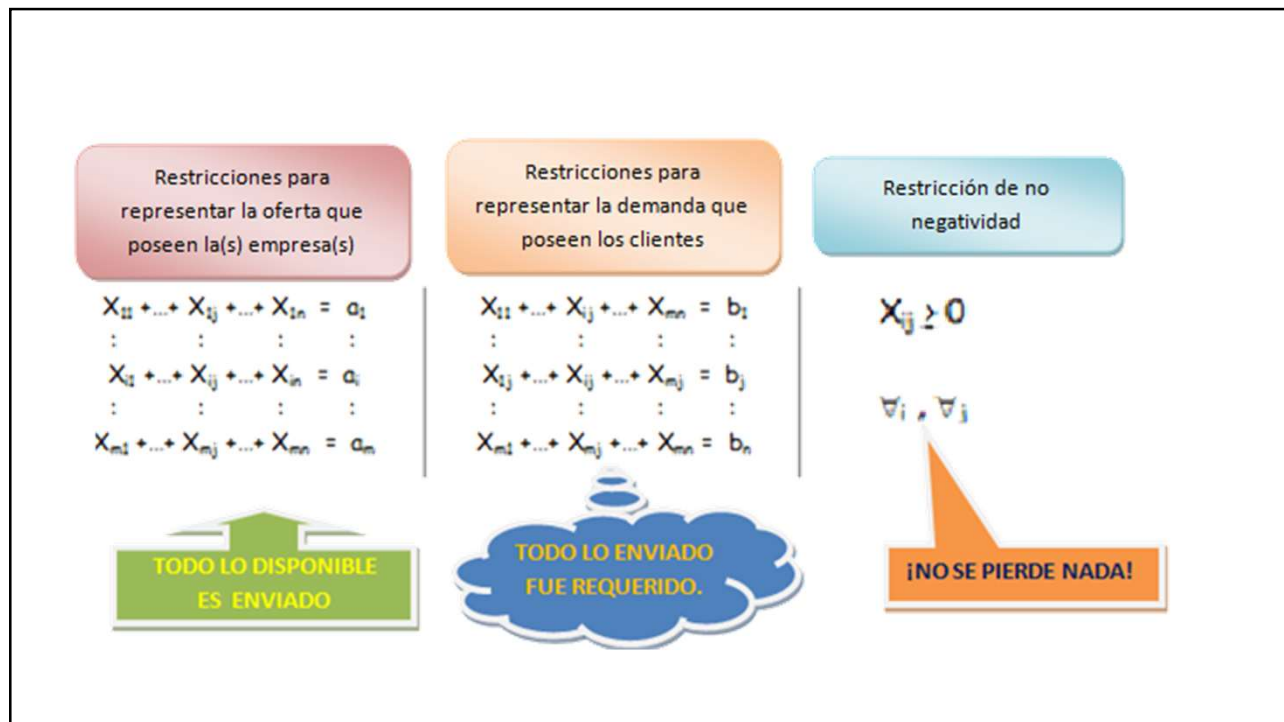 Restricciones para
representar la oferta que
poseen la(s) empresa(s)
Restricciones para
representar la demanda que
poseen los clientes
Restricción de no
negatividad
X11 +...+ X1j +...+ X1n = a1
: : : :
Xi1 +...+ Xij +...+ Xin = ai
: : : :
Xm1 +...+ Xmj +...+ Xmn = am
X11 +...+ Xij +...+ Xmn = b1
: : : :
X1j +...+ Xij +...+ Xmj = bj
: : : :
Xm1 +...+ Xmj +...+ Xmn = bn
Xij ≥ 0
∀i , ∀j
TODO LO DISPONIBLE
ES ENVIADO
TODO LO ENVIADO
FUE REQUERIDO.
¡NO SE PIERDE NADA!